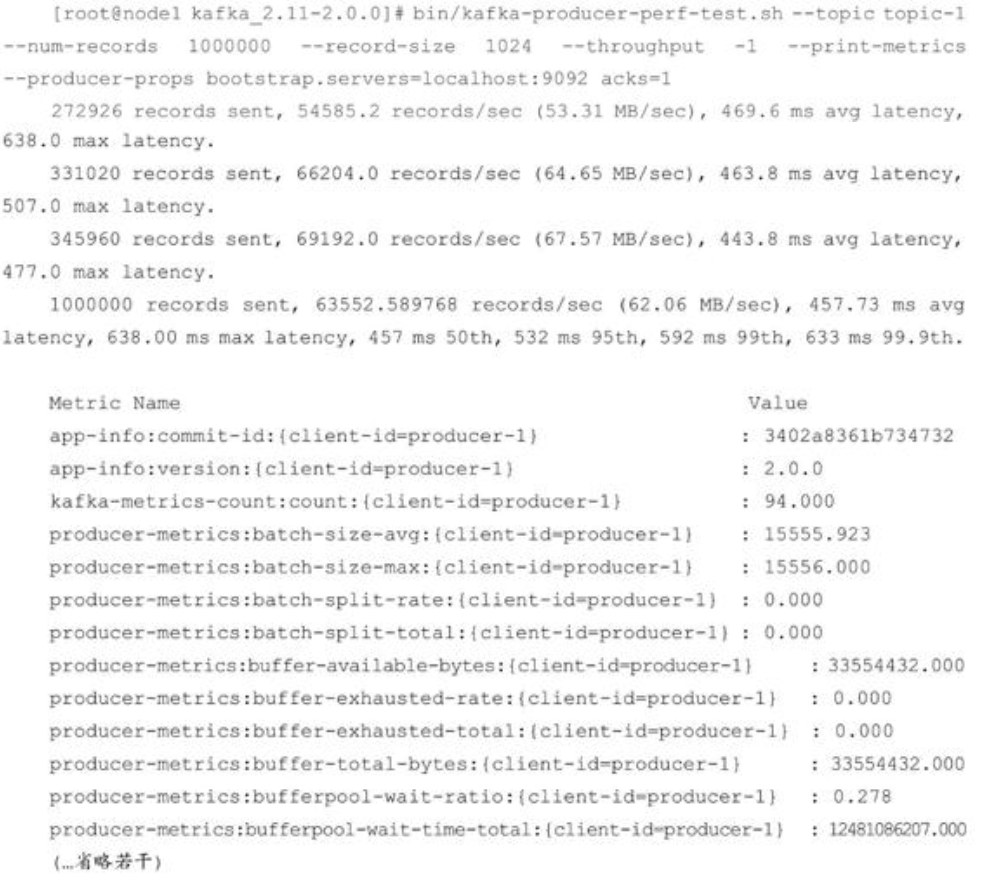 [root@node1 kafka_2.11-2.0.0]# bin/kafka-producer-perf-test.sh --topic topic-1
--num-records 1000000 --record-size 1024 --throughput -1 --print-metrics
--producer-props bootstrap.servers=localhost:9092 acks=1
272926 records sent, 54585.2 records/sec (53.31 MB/sec), 469.6 ms avg latency,
638.0 max latency.
331020 records sent, 66204.0 records/sec (64.65 MB/sec), 463.8 ms avg latency,
507.0 max latency.
345960 records sent, 69192.0 records/sec (67.57 MB/sec), 443.8 ms avg latency,
477.0 max latency.
1000000 records sent, 63552.589768 records/sec (62.06 MB/sec), 457.73 ms avg
latency, 638.00 ms max latency, 457 ms 50th, 532 ms 95th, 592 ms 99th, 633 ms 99.9th.
Metric Name Value
app-info:commit-id:{client-id=producer-1} : 3402a8361b734732
app-info:version:{client-id=producer-1} : 2.0.0
kafka-metrics-count:count:{client-id=producer-1} : 94.000
producer-metrics:batch-size-avg:{client-id=producer-1} : 15555.923
producer-metrics:batch-size-max:{client-id=producer-1} : 15556.000
producer-metrics:batch-split-rate:{client-id=producer-1} : 0.000
producer-metrics:batch-split-total:{client-id=producer-1} : 0.000
producer-metrics:buffer-available-bytes:{client-id=producer-1} : 33554432.000
producer-metrics:buffer-exhausted-rate:{client-id=producer-1} : 0.000
producer-metrics:buffer-exhausted-total:{client-id=producer-1} : 0.000
producer-metrics:buffer-total-bytes:{client-id=producer-1} : 33554432.000
producer-metrics:bufferpool-wait-ratio:{client-id=producer-1} : 0.278
producer-metrics:bufferpool-wait-time-total:{client-id=producer-1} : 12481086207.000
(…省略若干)